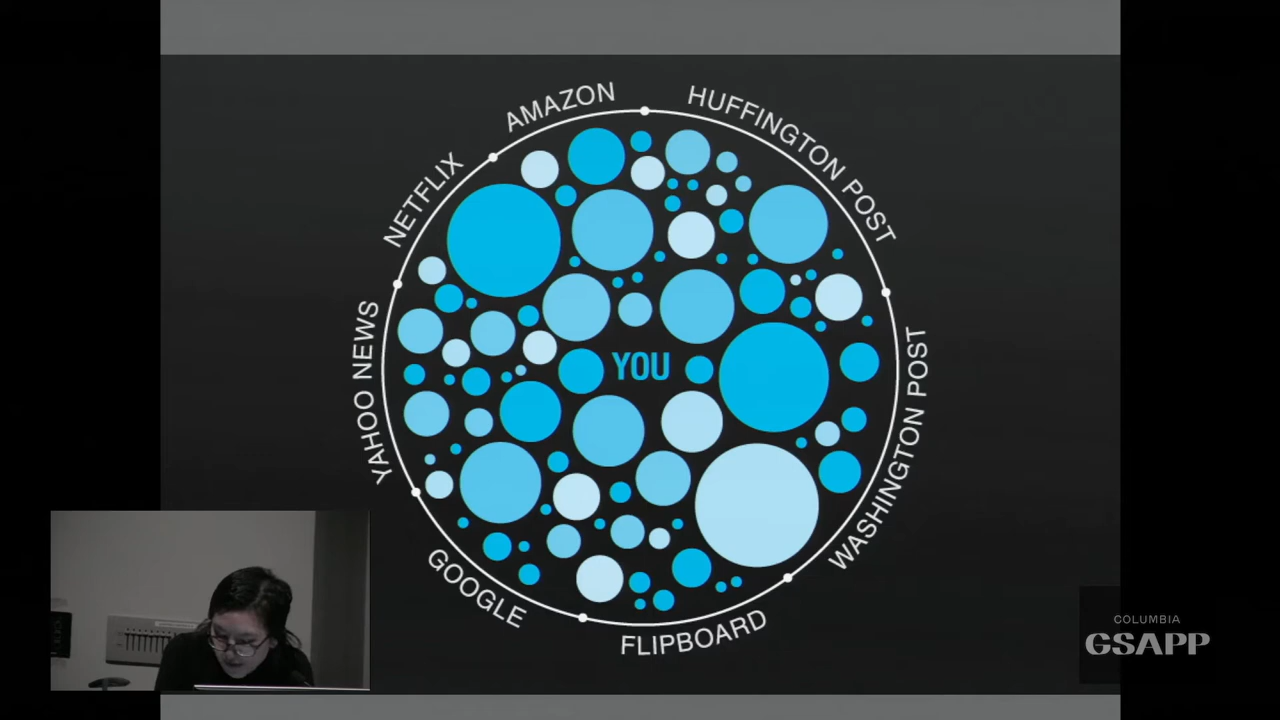 AMAZON
HUFFINGTON POST
NETFLIX
YAHOO NEWS
YOU
WASHINGTON POST
GOOGLE
FLIPBOARD
COLUMBIA
GSAPP